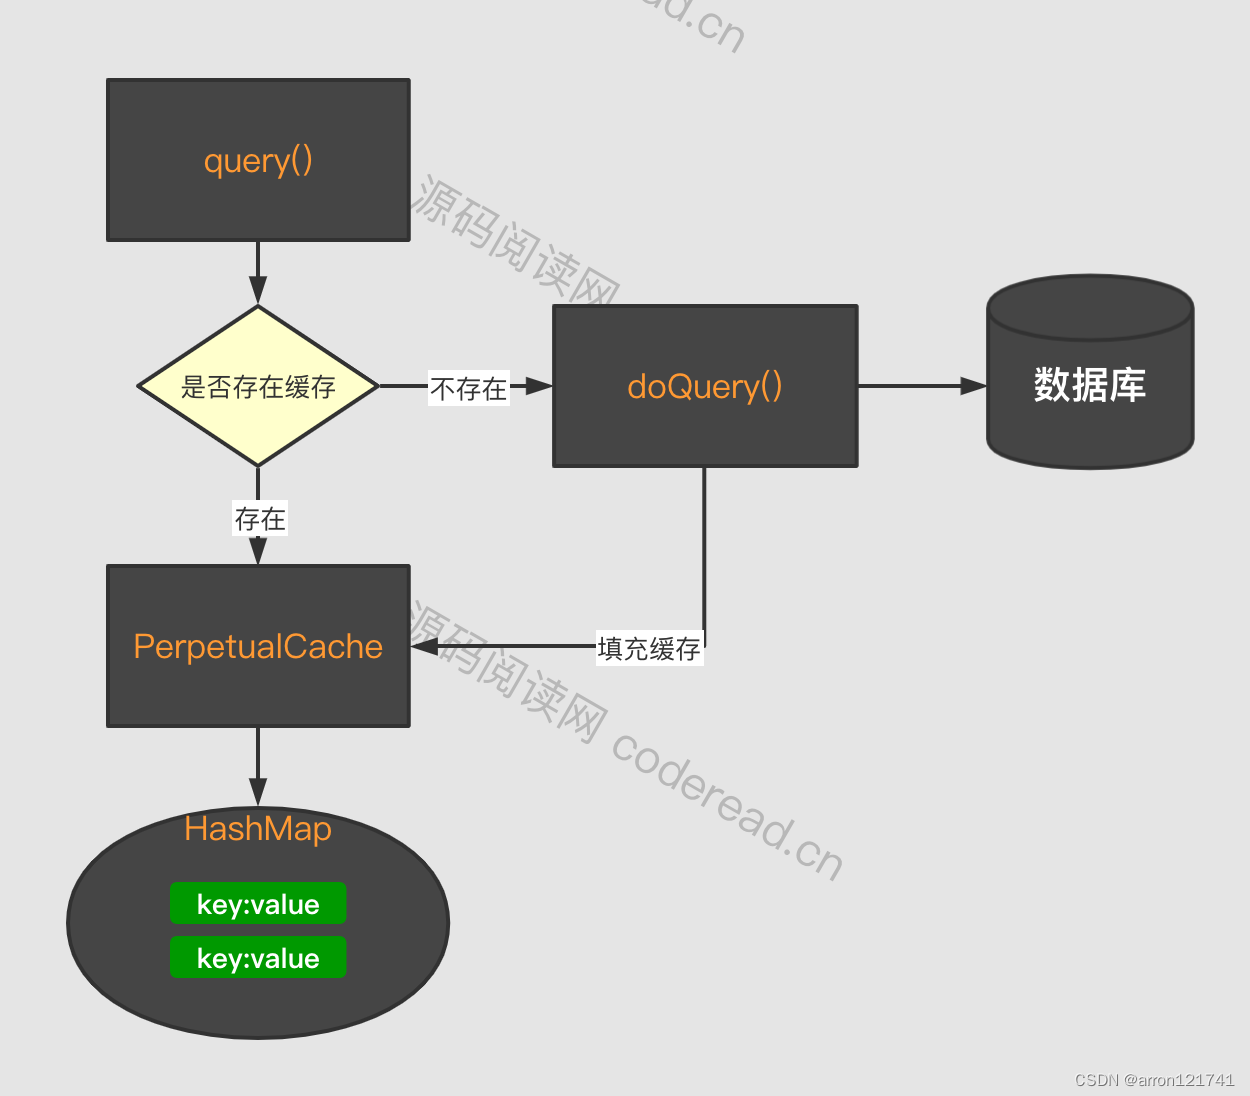 ad.cn
query()
源码阅读网
是否存在缓存
不存在
doQuery()
数据库
存在
PerpetualCache
填充缓存
源码阅读网 coderead.cn
HashMap
key:value
key:value
CSDN @arron121741